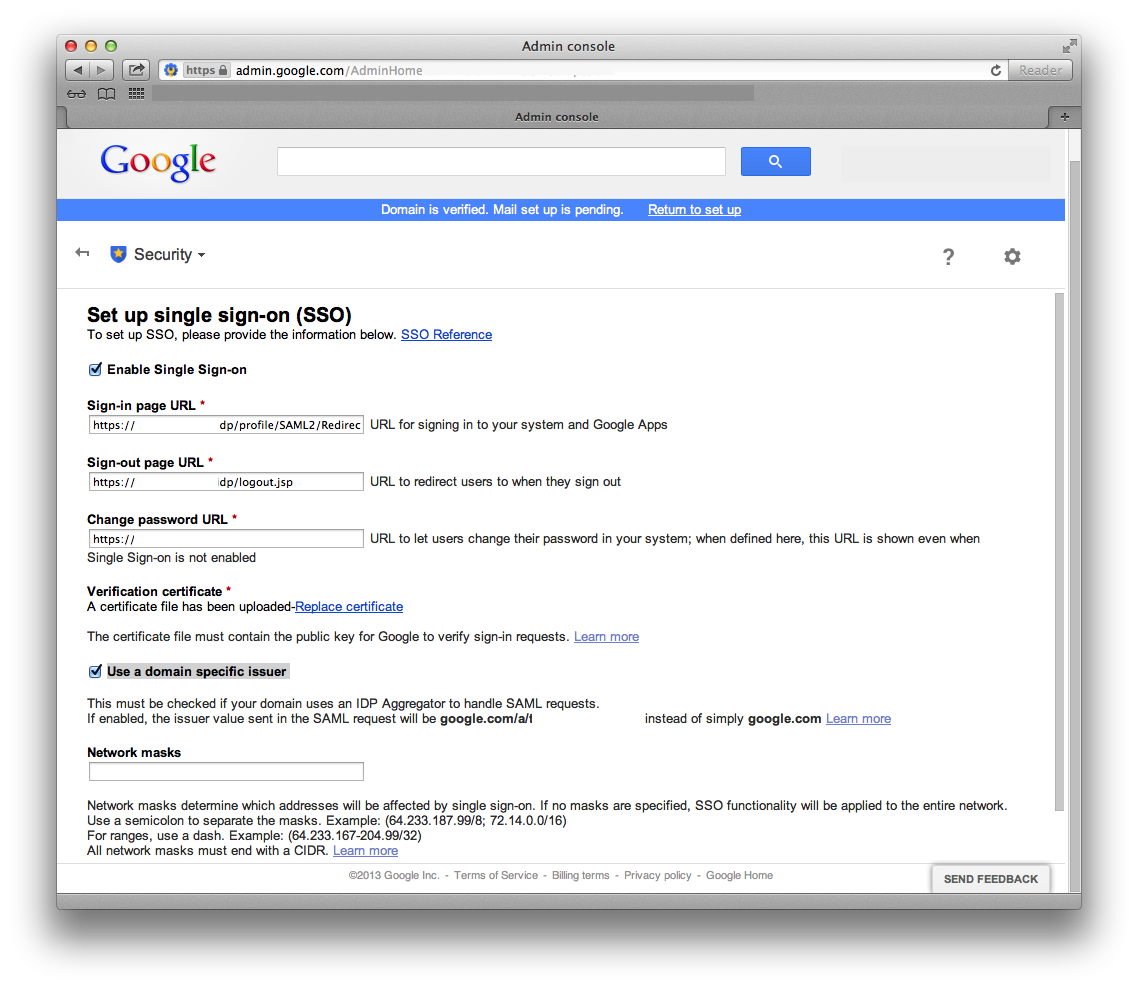 Admin console
https admin.google.com/AdminHome
Reader
Admin console
+
Google
Domain is verified. Mail set up is pending. Return to set up
Security
?
Set up single sign-on (SSO)
To set up SSO, please provide the information below. SSO Reference
Enable Single Sign-on
Sign-in page URL *
https:// dp/profile/SAML2/Redirec URL for signing in to your system and Google Apps
Sign-out page URL *
https:// dp/logout.jsp URL to redirect users to when they sign out
Change password URL *
https:// URL to let users change their password in your system; when defined here, this URL is shown even when
Single Sign-on is not enabled
Verification certificate *
A certificate file has been uploaded-Replace certificate
The certificate file must contain the public key for Google to verify sign-in requests. Learn more
Use a domain specific issuer
This must be checked if your domain uses an IDP Aggregator to handle SAML requests.
If enabled, the issuer value sent in the SAML request will be google.com/a/ instead of simply google.com Learn more
Network masks
Network masks determine which addresses will be affected by single sign-on. If no masks are specified, SSO functionality will be applied to the entire network.
Use a semicolon to separate the masks. Example: (64.233.187.99/8; 72.14.0.0/16)
For ranges, use a dash. Example: (64.233.167-204.99/32)
All network masks must end with a CIDR. Learn more
©2013 Google Inc. - Terms of Service - Billing terms - Privacy policy - Google Home
SEND FEEDBACK